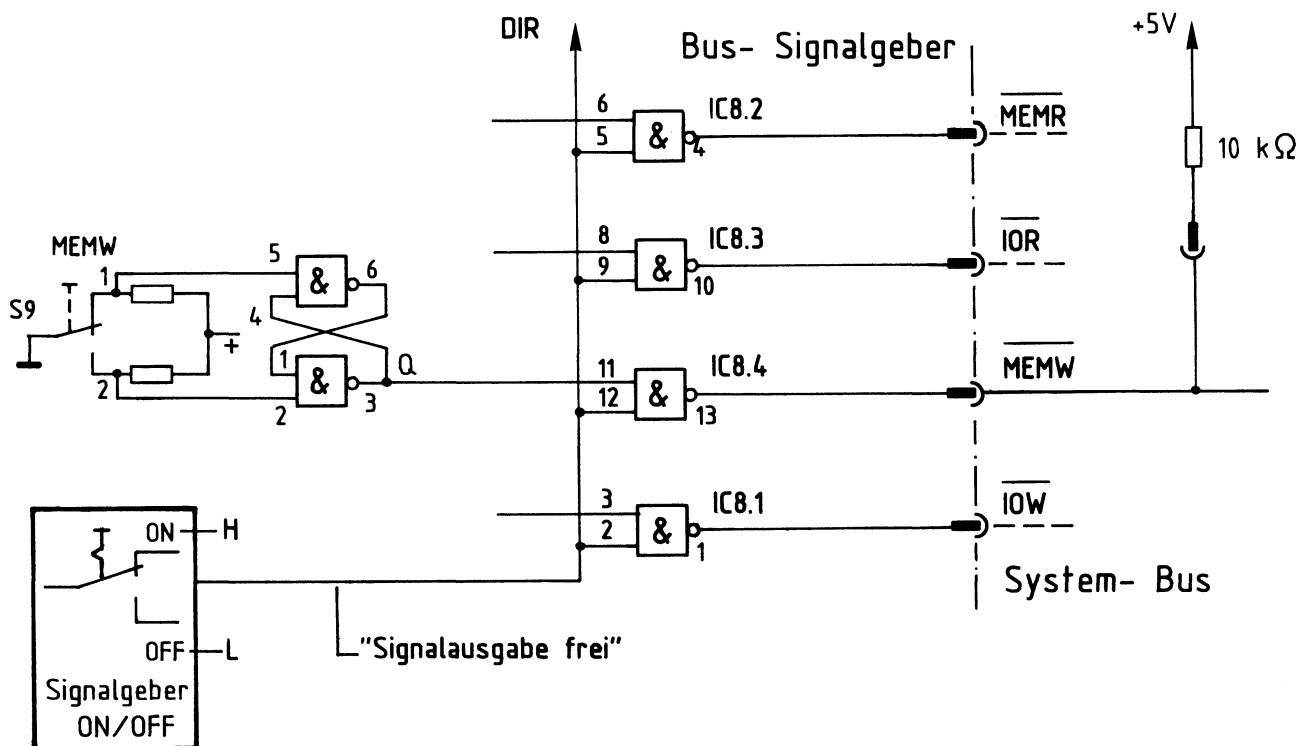 DIR
Bus- Signalgeber
+5V
6
IC8.2
MEMR
5
&
4
10 kΩ
MEMW
8
IC8.3
IOR
5
&
6
9
&
10
1
S9
4
+
1
Q
11
IC8.4
MEMW
2
&
12
&
13
2
3
3
IC8.1
IOW
ON
H
2
&
1
System- Bus
OFF
L
"Signalausgabe frei"
Signalgeber
ON/OFF